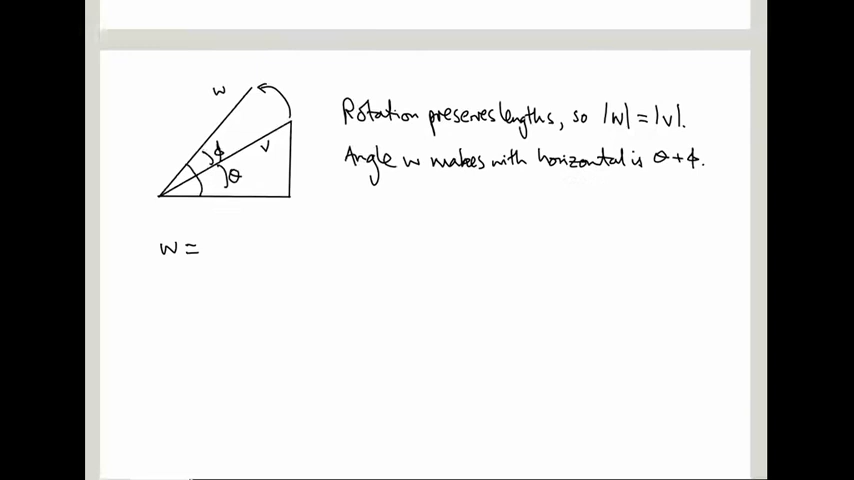 w
Rotation preserves lengths, so |w| = |v|.
φ
v
Angle w makes with horizontal is θ + φ.
θ
w =